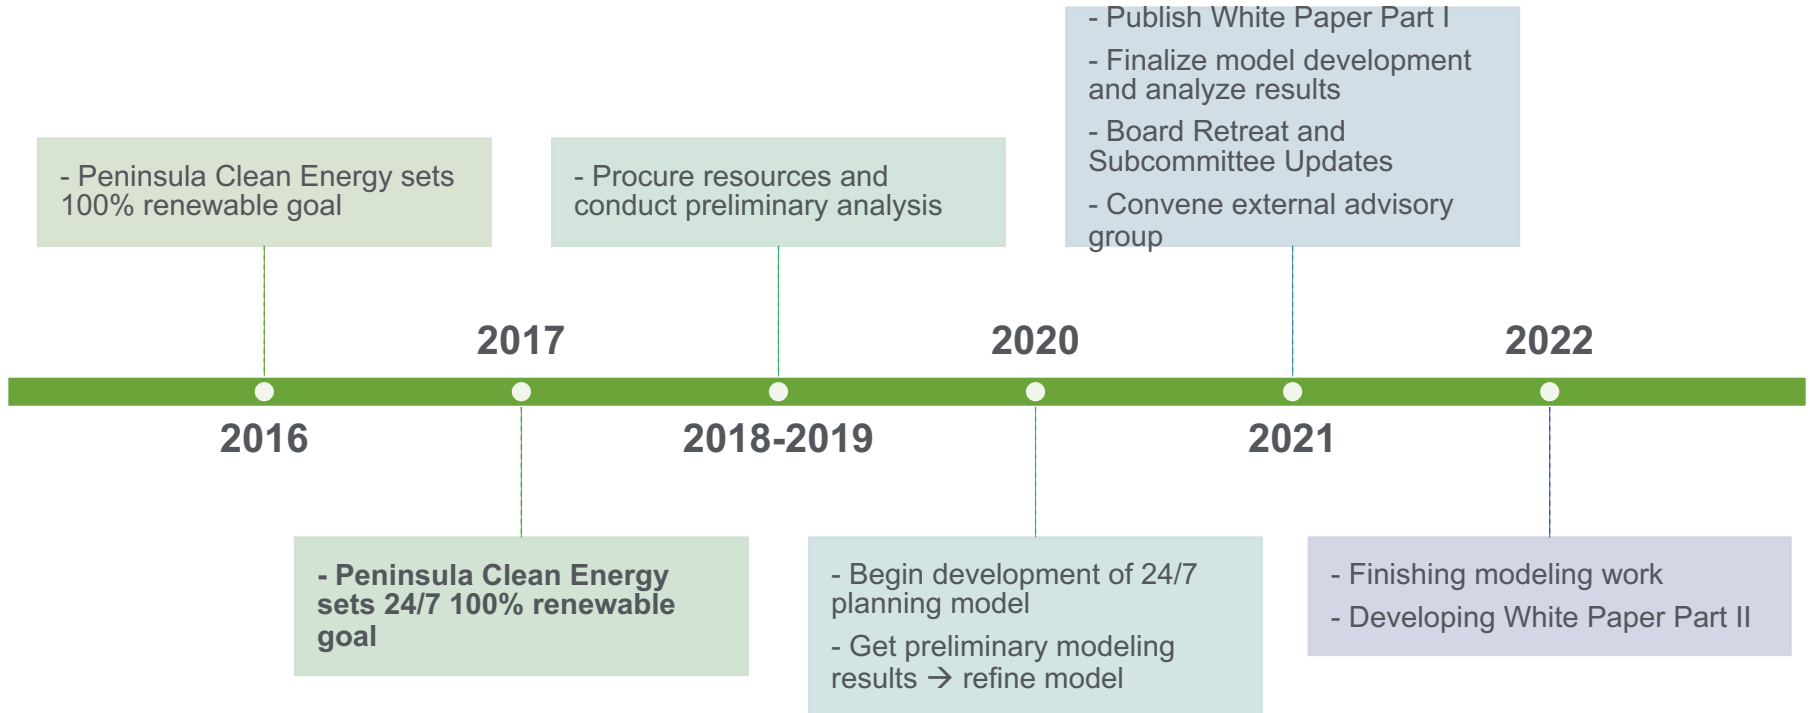 - Publish White Paper Part I
- Finalize model development
and analyze results
- Board Retreat and
Subcommittee Updates
- Convene external advisory
group
- Peninsula Clean Energy sets
100% renewable goal
- Procure resources and
conduct preliminary analysis
2017
2020
2022
2016
2018-2019
2021
- Peninsula Clean Energy
sets 24/7 100% renewable
goal
- Begin development of 24/7
planning model
- Get preliminary modeling
results → refine model
- Finishing modeling work
- Developing White Paper Part II